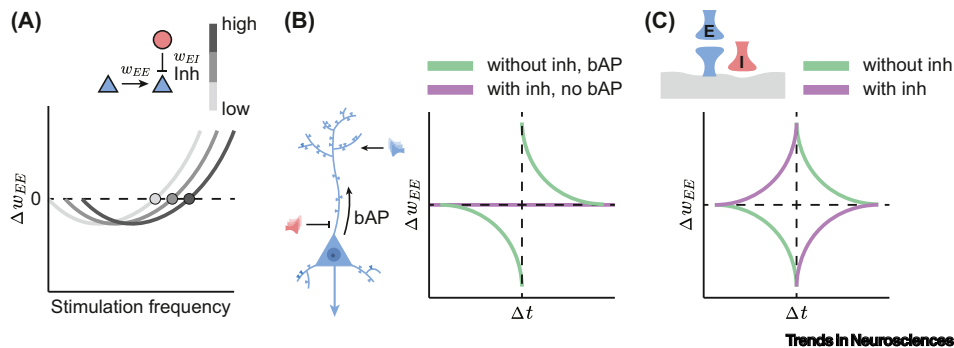 (A)
high
w_EE
w_EI
Inh
low
0
Δw_EE
Stimulation frequency
(B)
without inh, bAP
with inh, no bAP
bAP
Δw_EE
Δt
(C)
E
I
without inh
with inh
Δw_EE
Δt
Trends in Neurosciences